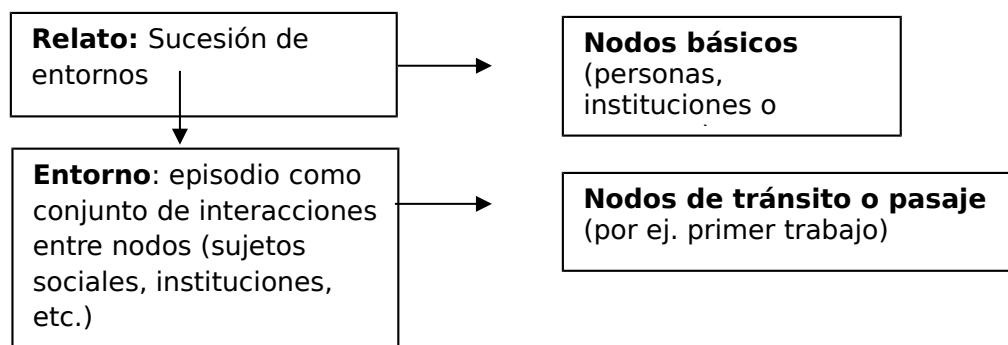 Relato: Sucesión de
entornos
Nodos básicos
(personas,
instituciones o
Entorno: episodio como
conjunto de interacciones
entre nodos (sujetos
sociales, instituciones,
etc.)
Nodos de tránsito o pasaje
(por ej. primer trabajo)